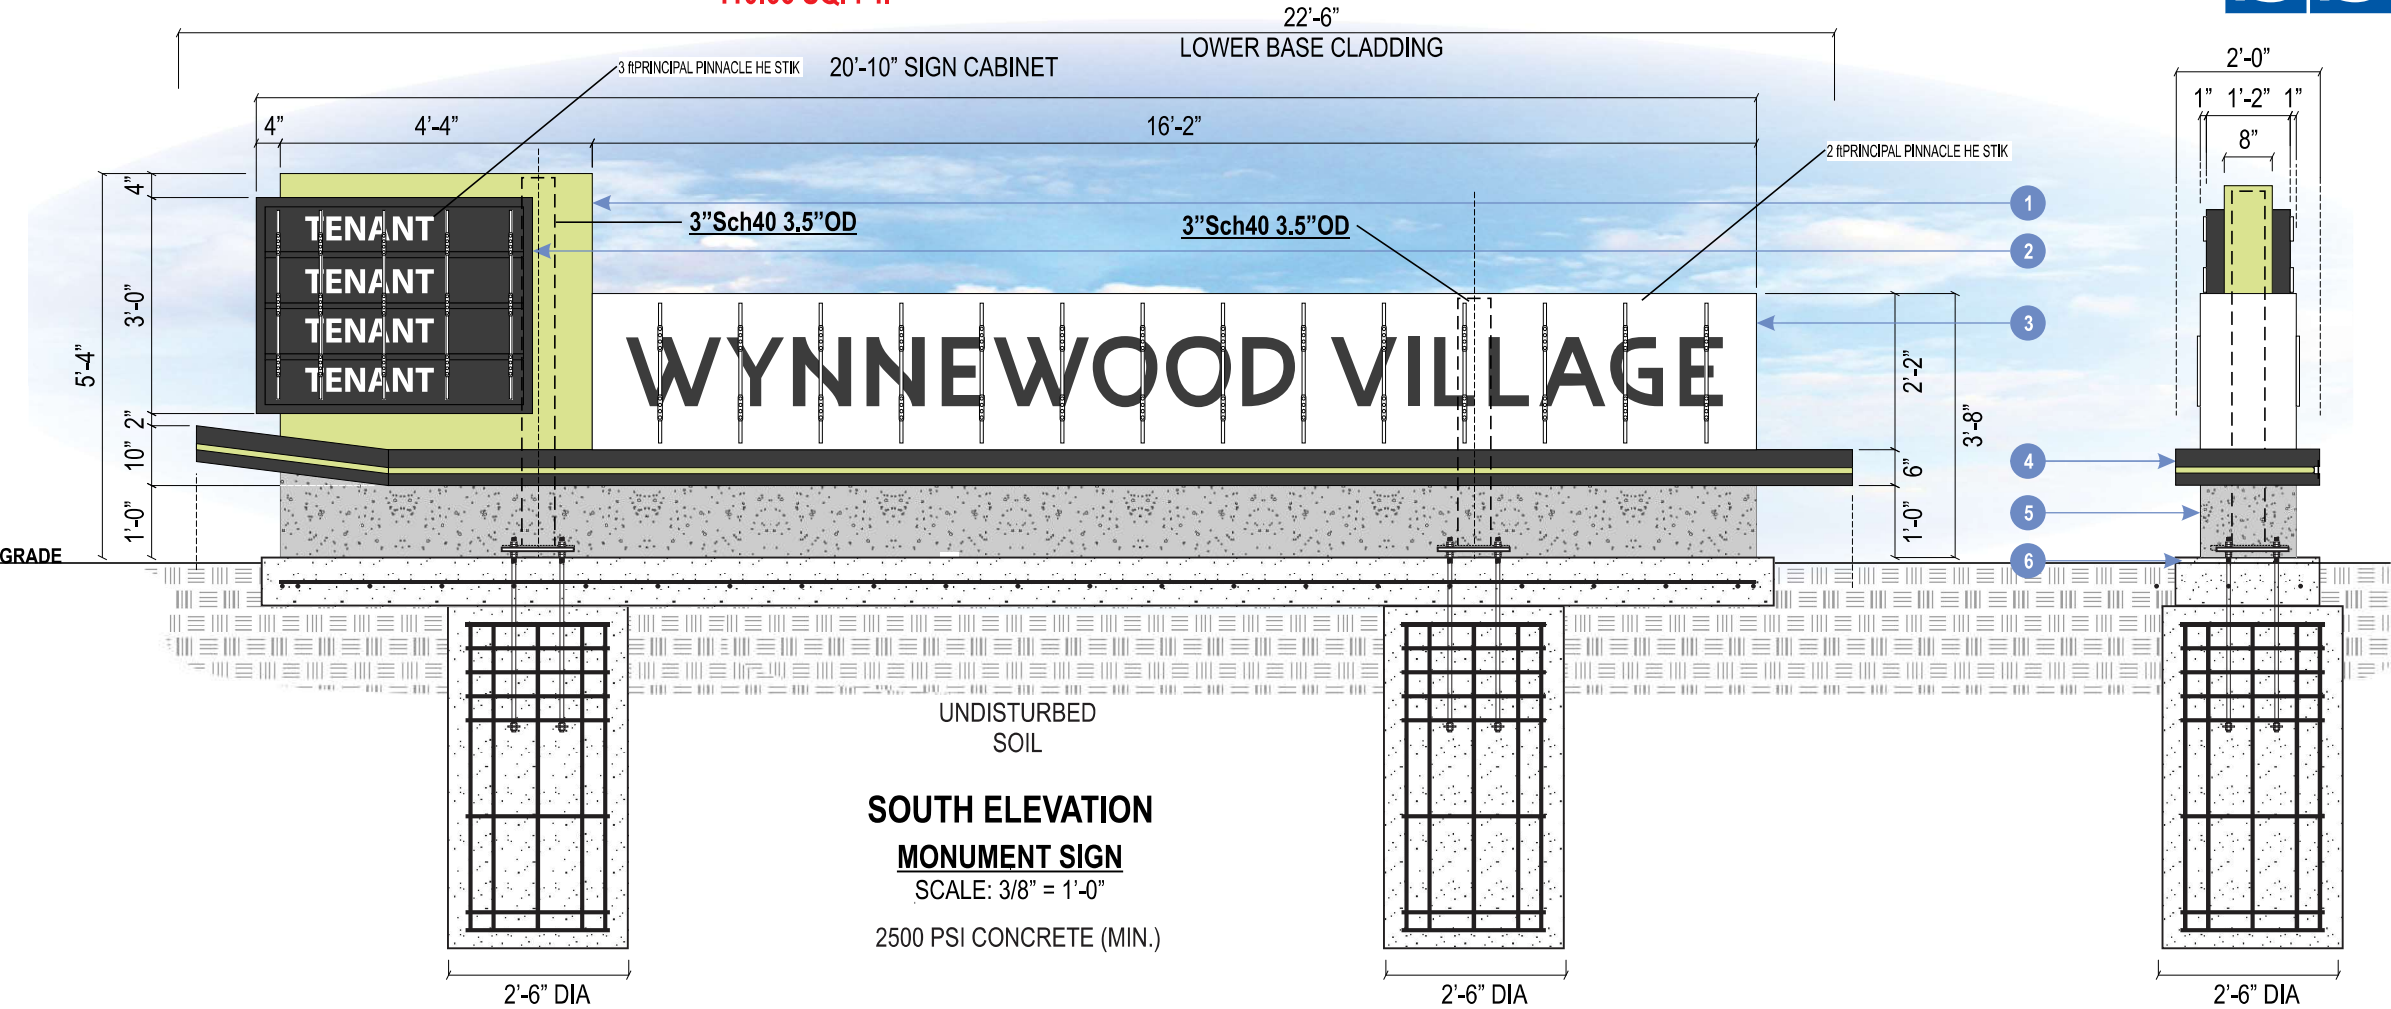 22'-6"
LOWER BASE CLADDING
3 ftPRINCIPAL PINNACLE HE STIK
20'-10" SIGN CABINET
2'-0"
1" 1'-2" 1"
8"
4" 4'-4" 16'-2"
2 ftPRINCIPAL PINNACLE HE STIK
4"
3'-0"
5'-4"
2"
10"
1'-0"
TENANT
TENANT
TENANT
TENANT
3"Sch40 3.5"OD
3"Sch40 3.5"OD
WYNNEWOOD VILLAGE
1
2
3
4
5
6
2'-2"
3'-8"
6"
1'-0"
GRADE
UNDISTURBED
SOIL
SOUTH ELEVATION
MONUMENT SIGN
SCALE: 3/8" = 1'-0"
2500 PSI CONCRETE (MIN.)
2'-6" DIA
2'-6" DIA
2'-6" DIA